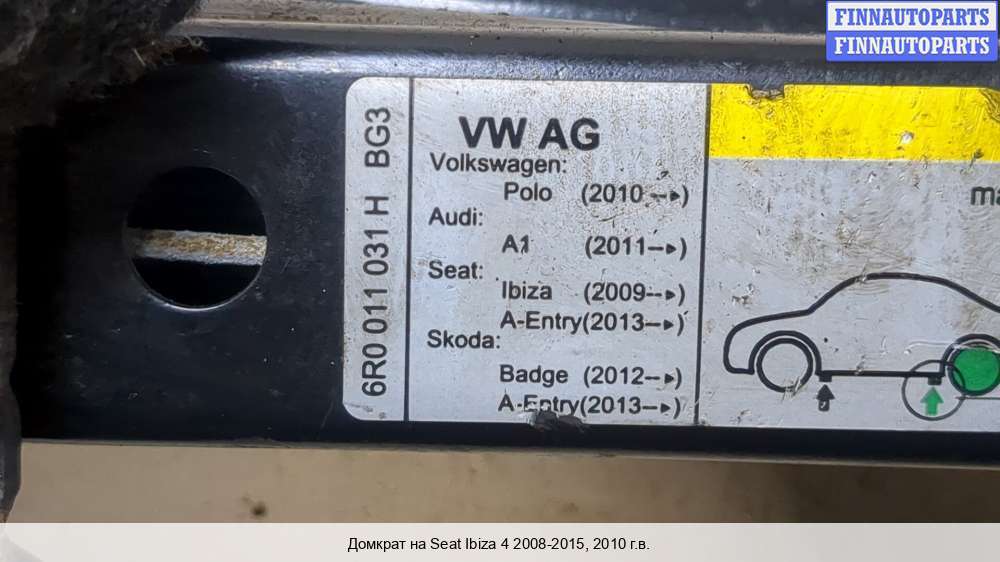 FINNAUTOPARTS
FINNAUTOPARTS
6R0 011 031 H BG3
VW AG
Volkswagen:
Polo (2010 --▸)
Audi:
A1 (2011--▸)
Seat:
Ibiza (2009--▸)
A-Entry(2013--▸)
Skoda:
Badge (2012--▸)
A-Entry(2013--▸)
Домкрат на Seat Ibiza 4 2008-2015, 2010 г.в.